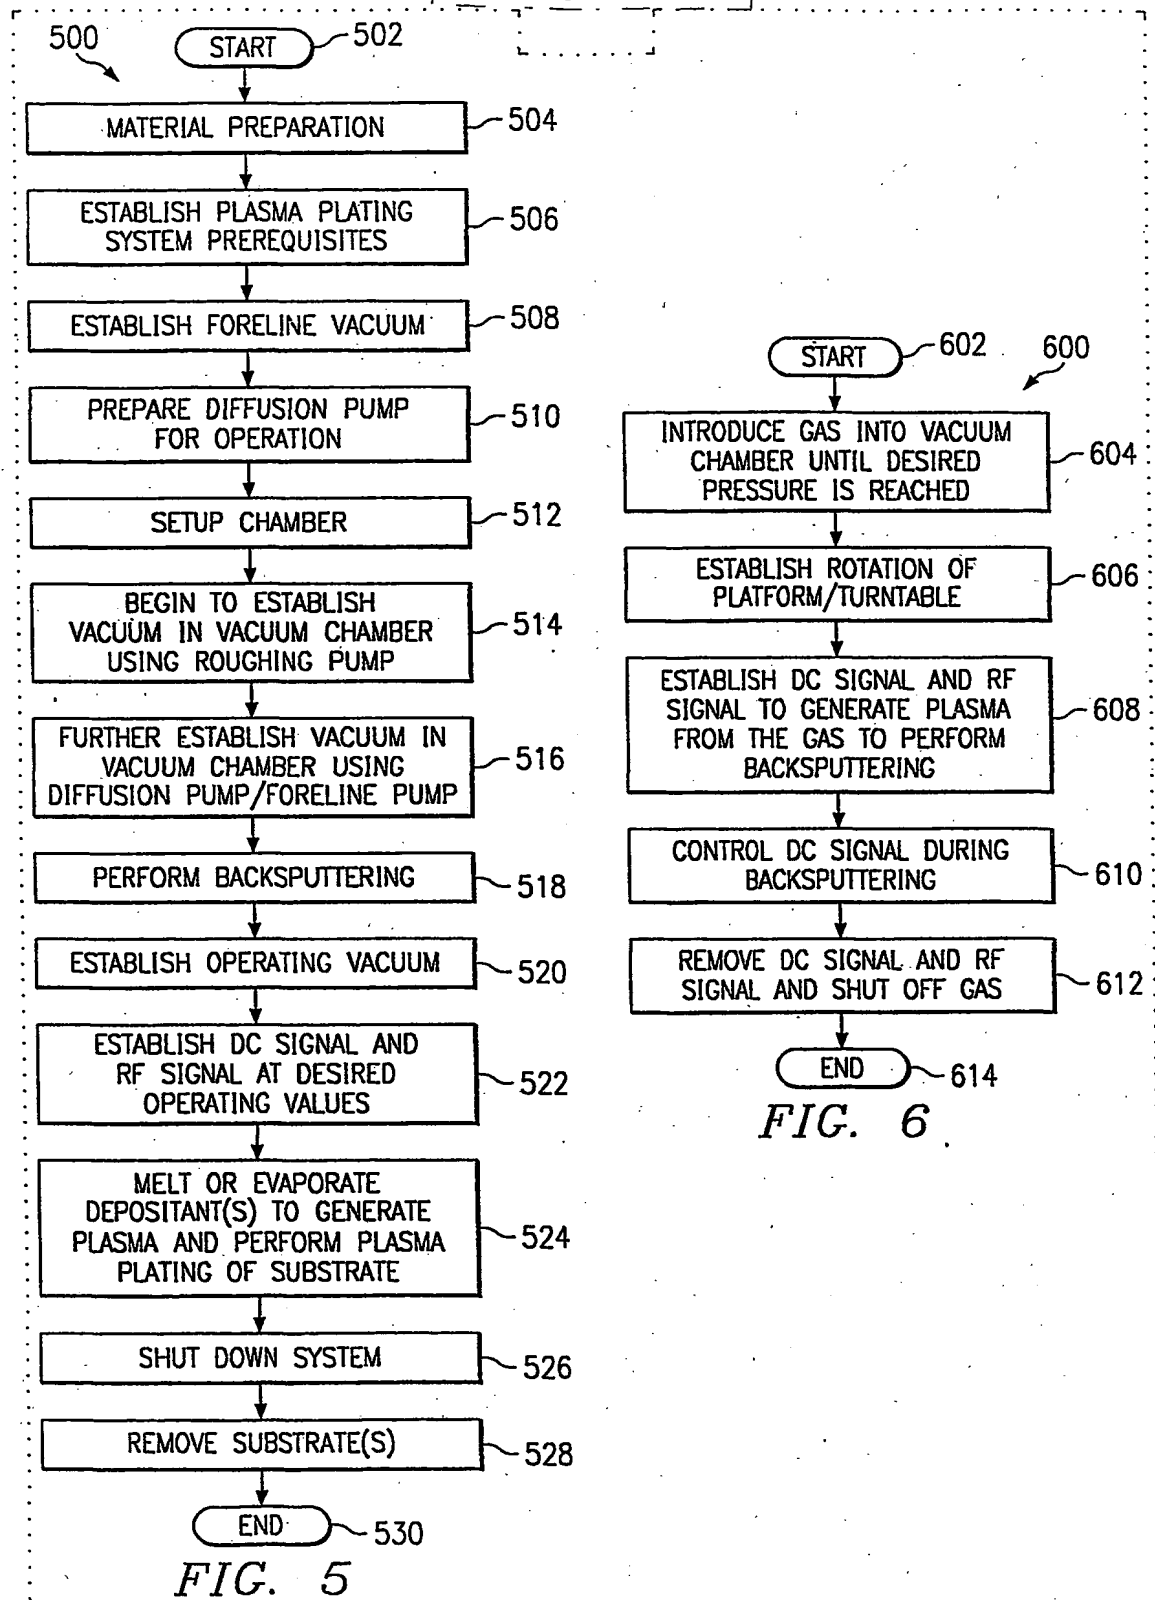 500
START
502
MATERIAL PREPARATION
504
ESTABLISH PLASMA PLATING
SYSTEM PREREQUISITES
506
ESTABLISH FORELINE VACUUM
508
PREPARE DIFFUSION PUMP
FOR OPERATION
510
SETUP CHAMBER
512
BEGIN TO ESTABLISH
VACUUM IN VACUUM CHAMBER
USING ROUGHING PUMP
514
FURTHER ESTABLISH VACUUM IN
VACUUM CHAMBER USING
DIFFUSION PUMP/FORELINE PUMP
516
PERFORM BACKSPUTTERING
518
ESTABLISH OPERATING VACUUM
520
ESTABLISH DC SIGNAL AND
RF SIGNAL AT DESIRED
OPERATING VALUES
522
MELT OR EVAPORATE
DEPOSITANT(S) TO GENERATE
PLASMA AND PERFORM PLASMA
PLATING OF SUBSTRATE
524
SHUT DOWN SYSTEM
526
REMOVE SUBSTRATE(S)
528
END
530
FIG. 5
START
602
600
INTRODUCE GAS INTO VACUUM
CHAMBER UNTIL DESIRED
PRESSURE IS REACHED
604
ESTABLISH ROTATION OF
PLATFORM/TURNTABLE
606
ESTABLISH DC SIGNAL AND RF
SIGNAL TO GENERATE PLASMA
FROM THE GAS TO PERFORM
BACKSPUTTERING
608
CONTROL DC SIGNAL DURING
BACKSPUTTERING
610
REMOVE DC SIGNAL AND RF
SIGNAL AND SHUT OFF GAS
612
END
614
FIG. 6